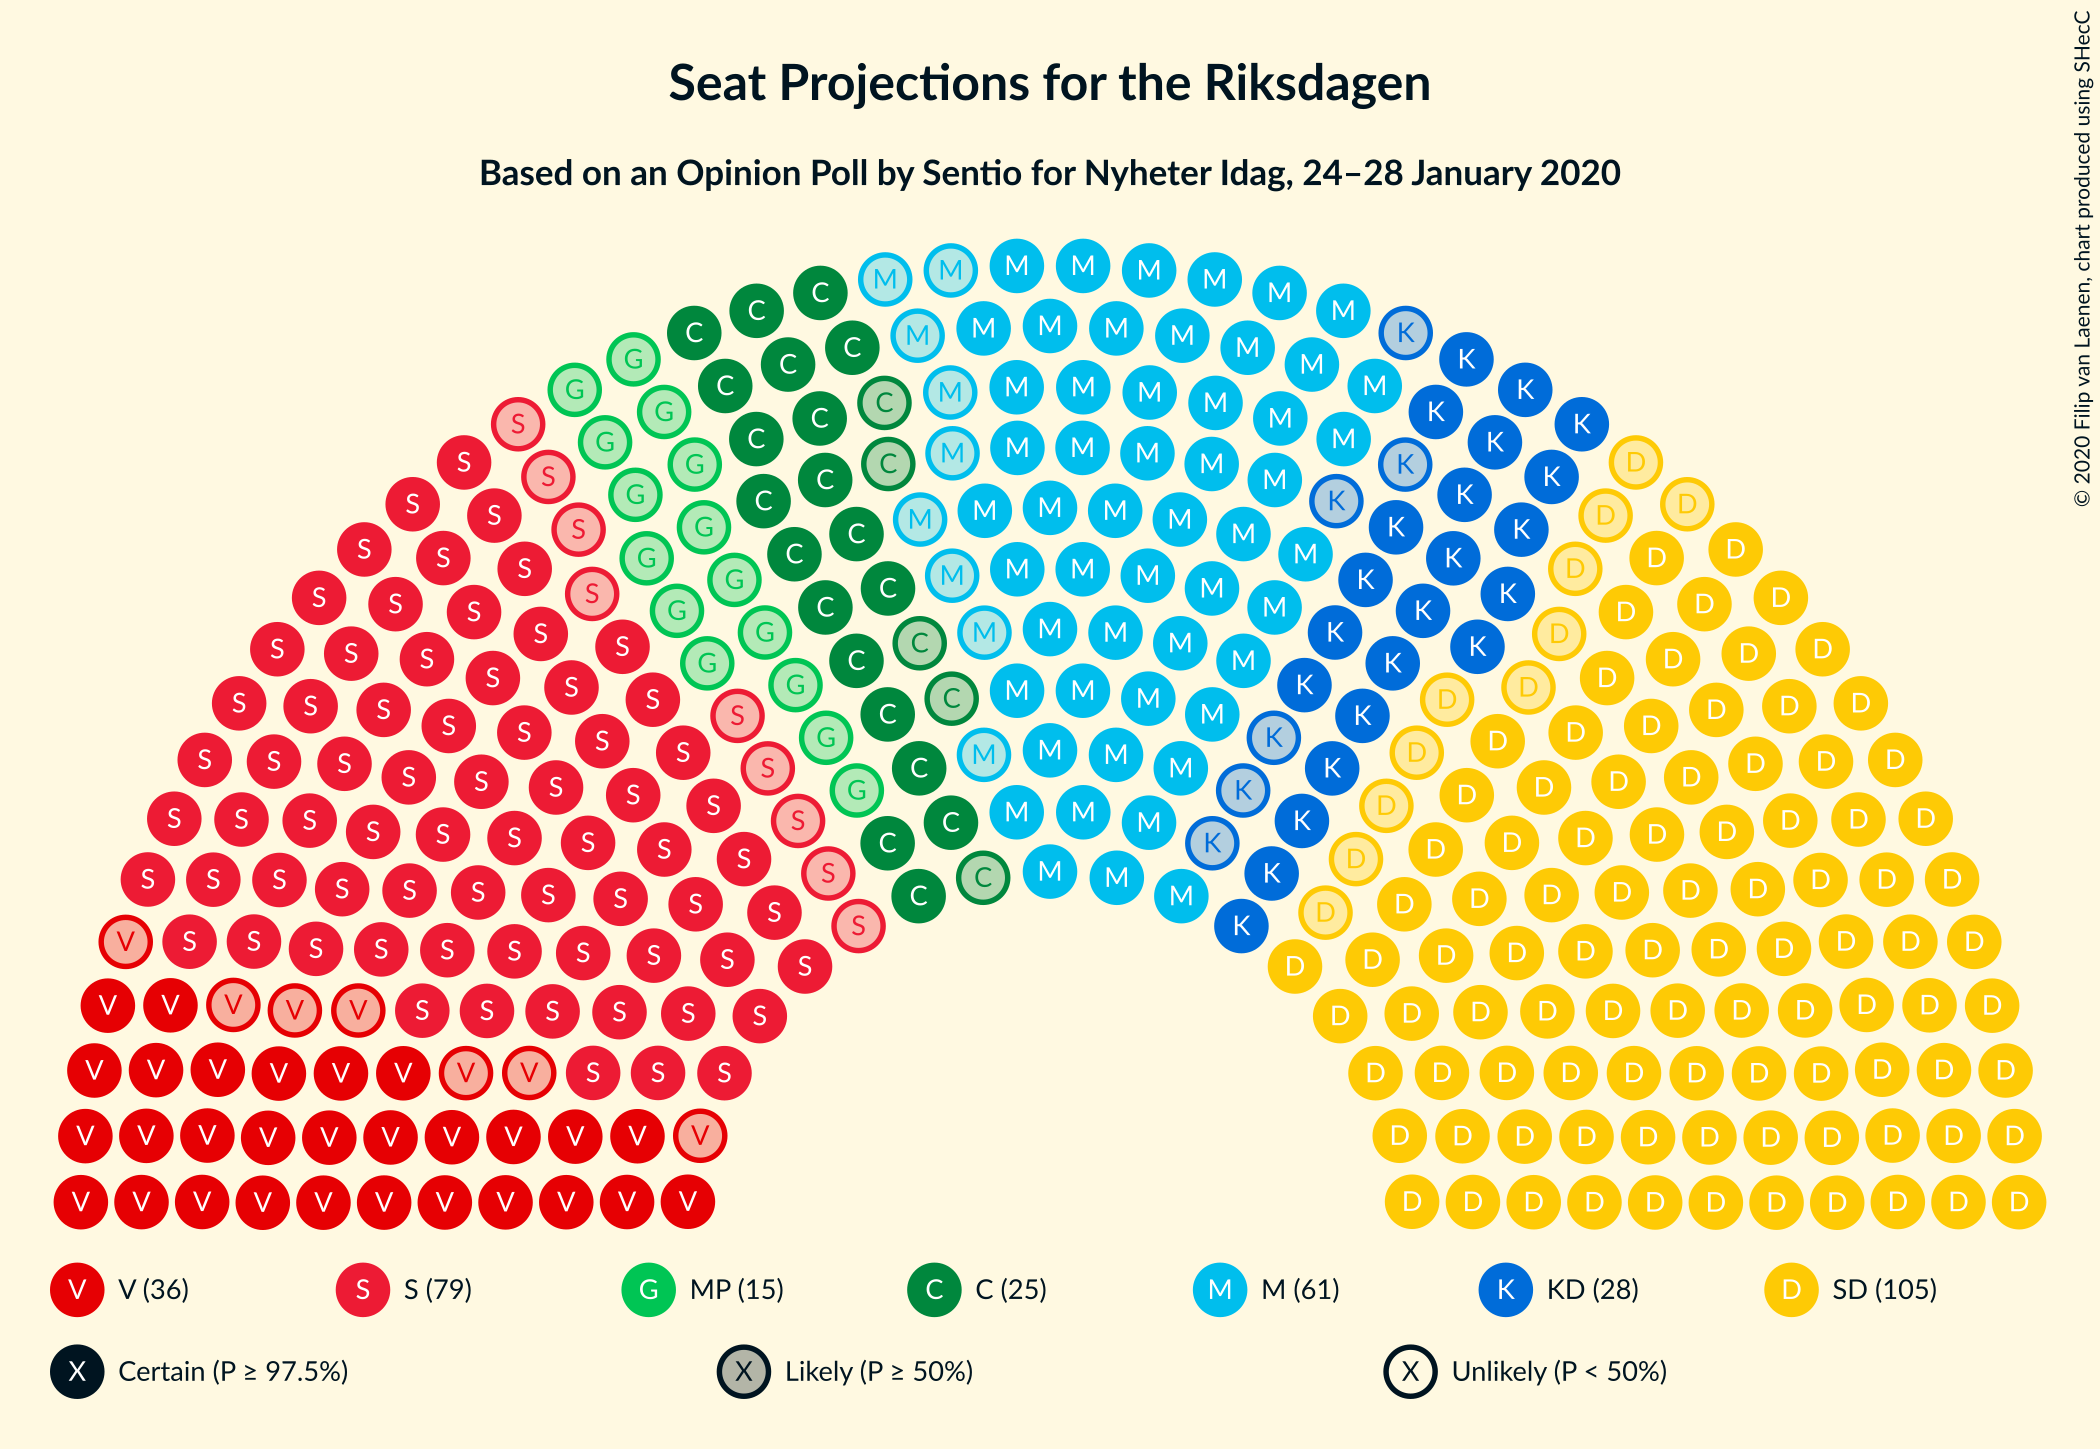 Seat Projections for the Riksdagen
Based on an Opinion Poll by Sentio for Nyheter Idag, 24–28 January 2020
© 2020 Filip van Laenen, chart produced using SHecC
V V (36) S S (79) G MP (15) C C (25) M M (61) K KD (28) D SD (105)
X Certain (P ≥ 97.5%) X Likely (P ≥ 50%) X Unlikely (P < 50%)